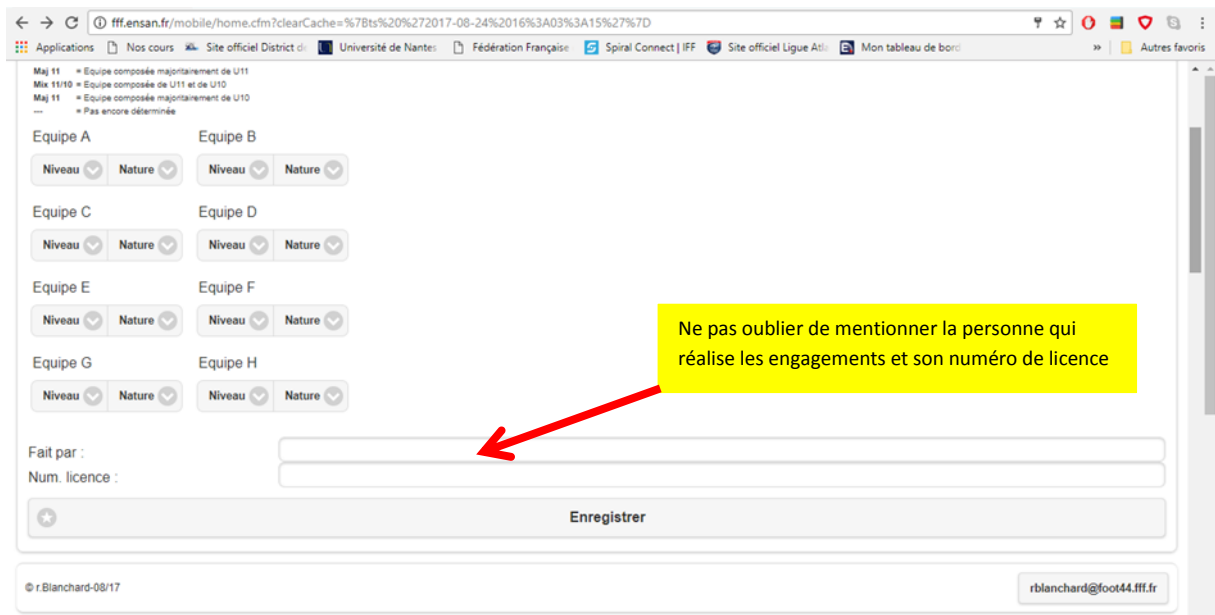 fff.ensan.fr/mobile/home.cfm?clearCache=%7Bts%20%272017-08-24%2016%3A03%3A15%27%7D
Applications Nos cours Site officiel District d Université de Nantes Fédération Française Spiral Connect | IFF Site officiel Ligue Atl Mon tableau de bord » Autres favoris
Maj 11 = Equipe composée majoritairement de U11
Mix 11/10 = Equipe composée de U11 et de U10
Maj 11 = Equipe composée majoritairement de U10
--- = Pas encore déterminée
Equipe A Equipe B
Niveau Nature Niveau Nature
Equipe C Equipe D
Niveau Nature Niveau Nature
Equipe E Equipe F
Niveau Nature Niveau Nature
Ne pas oublier de mentionner la personne qui
réalise les engagements et son numéro de licence
Equipe G Equipe H
Niveau Nature Niveau Nature
Fait par :
Num. licence :
Enregistrer
© r.Blanchard-08/17 rblanchard@foot44.fff.fr